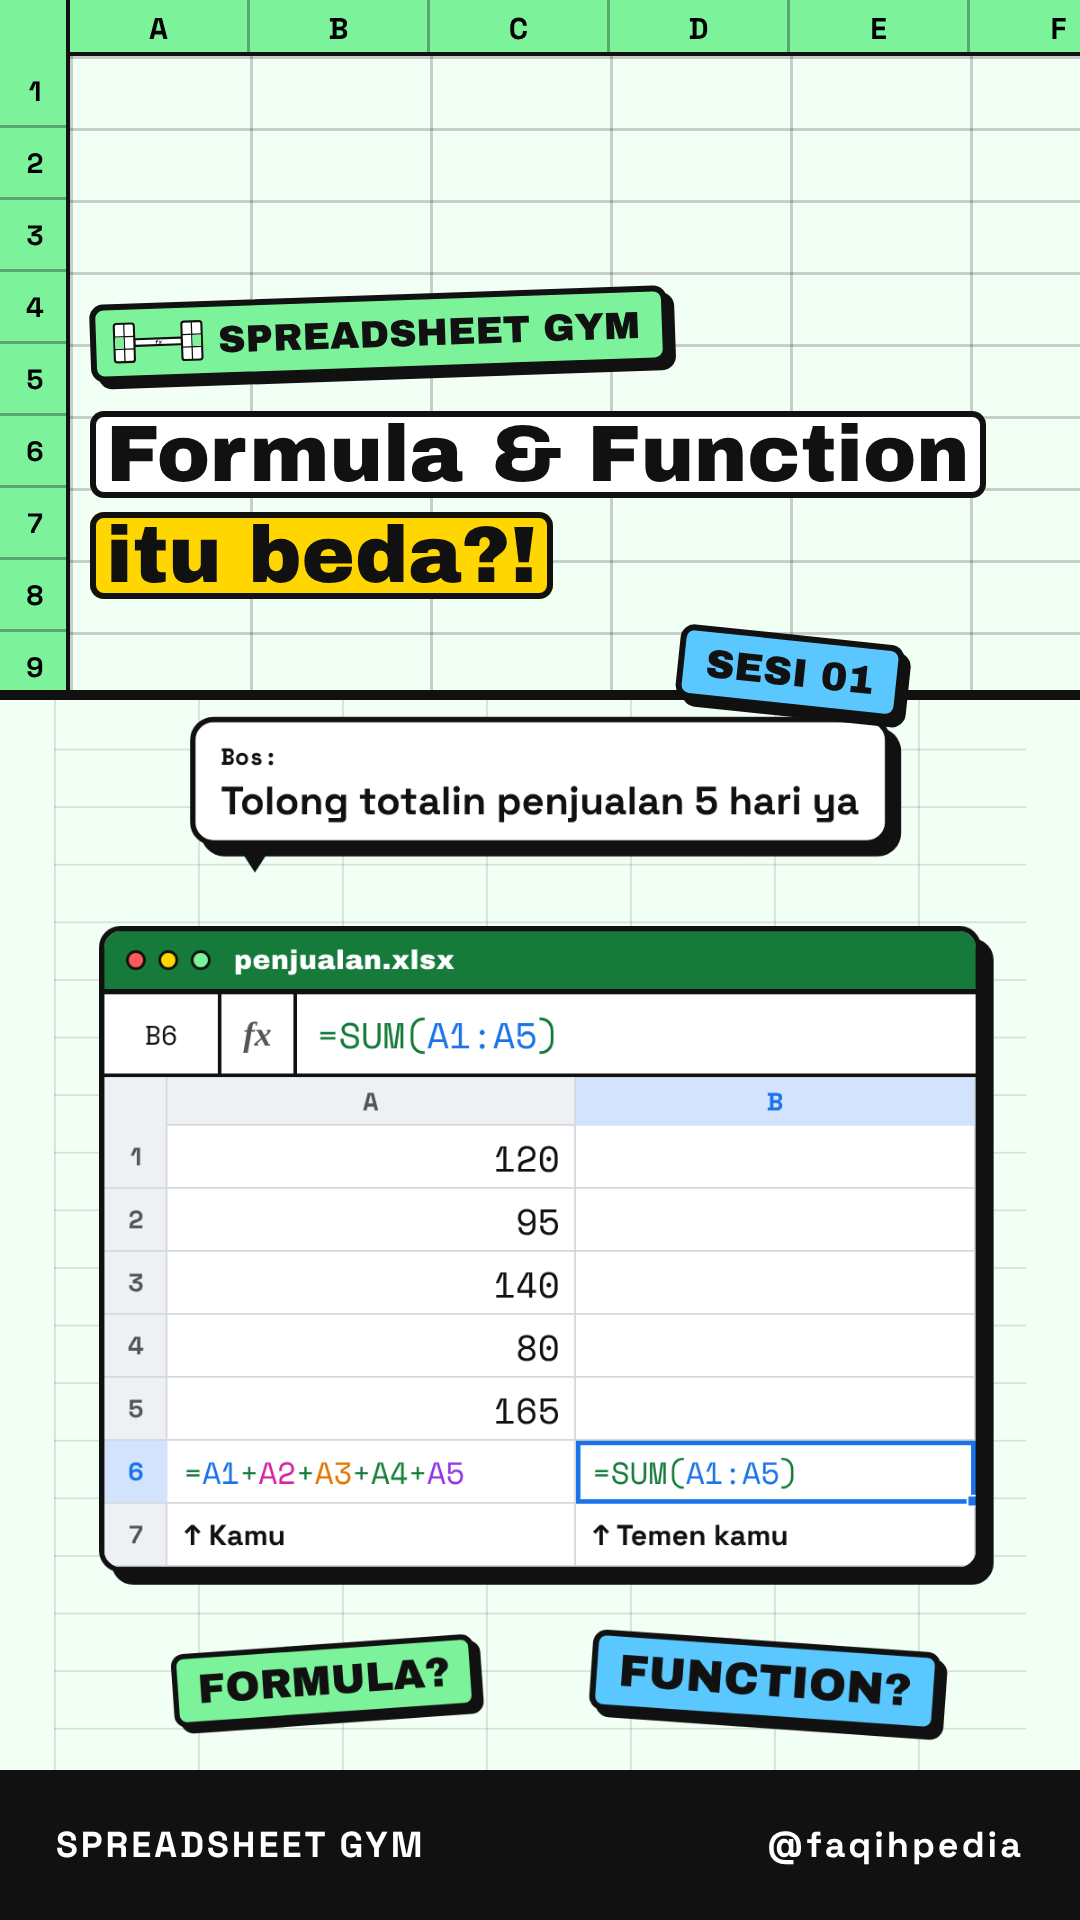 A B C D E F
1
2
3
4
5
6
7
8
9
SPREADSHEET GYM
Formula & Function
itu beda?!
SESI 01
Bos:
Tolong totalin penjualan 5 hari ya
penjualan.xlsx
B6 fx =SUM(A1:A5)
A B
1 120
2 95
3 140
4 80
5 165
6 =A1+A2+A3+A4+A5 =SUM(A1:A5)
7 ↑ Kamu ↑ Temen kamu
FORMULA? FUNCTION?
SPREADSHEET GYM @faqihpedia